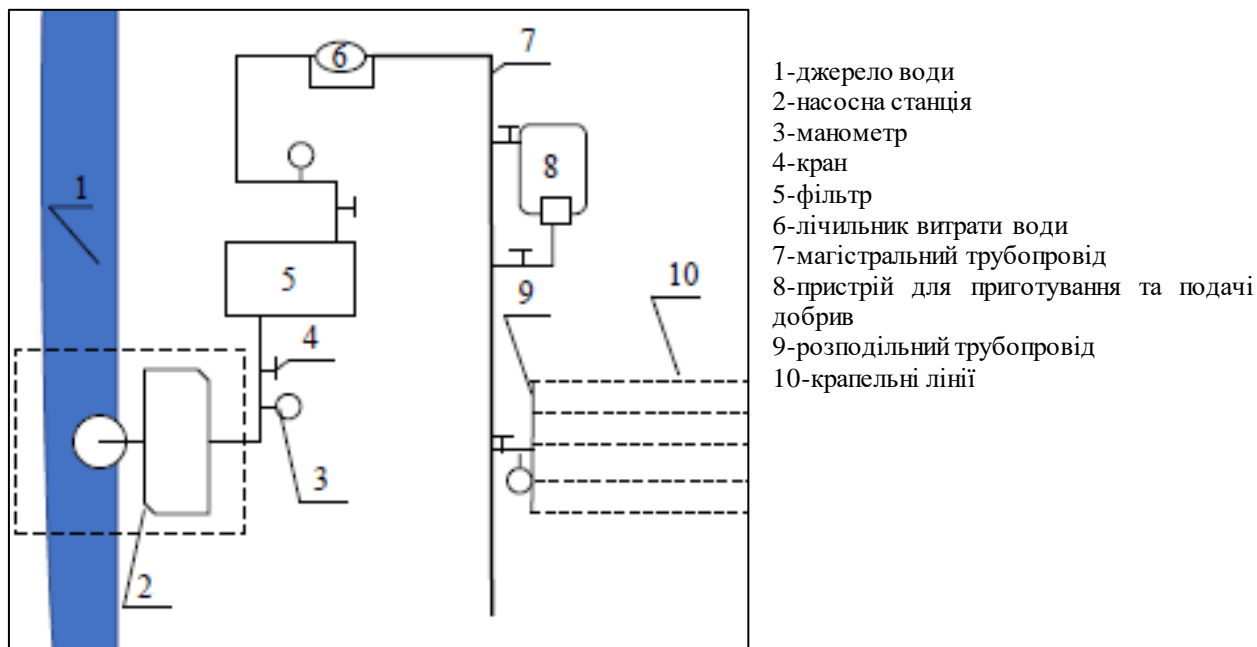 6
7
8
1
5
9
10
4
3
2
1-джерело води
2-насосна станція
3-манометр
4-кран
5-фільтр
6-лічильник витрати води
7-магістральний трубопровід
8-пристрій для приготування та подачі
добрив
9-розподільний трубопровід
10-крапельні лінії